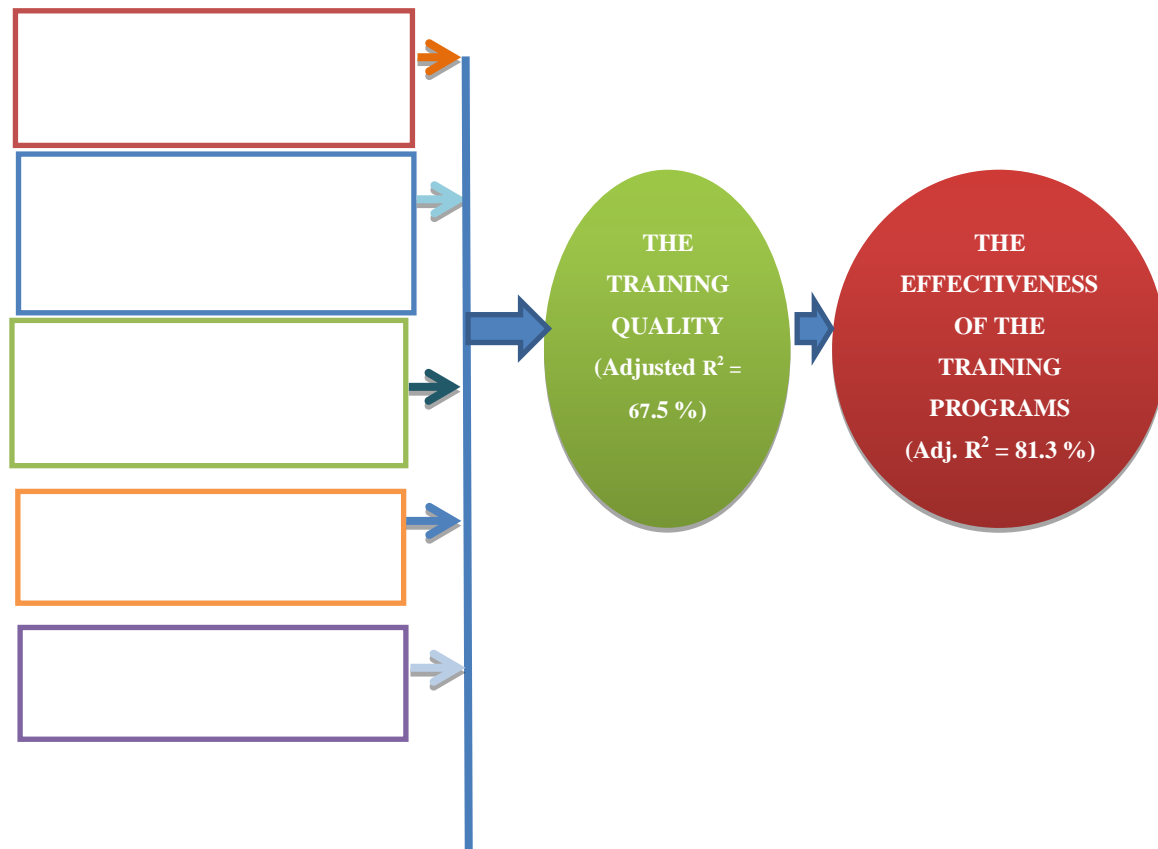 THE
TRAINING
QUALITY
(Adjusted R² =
67.5 %)
THE
EFFECTIVENESS
OF THE
TRAINING
PROGRAMS
(Adj. R² = 81.3 %)